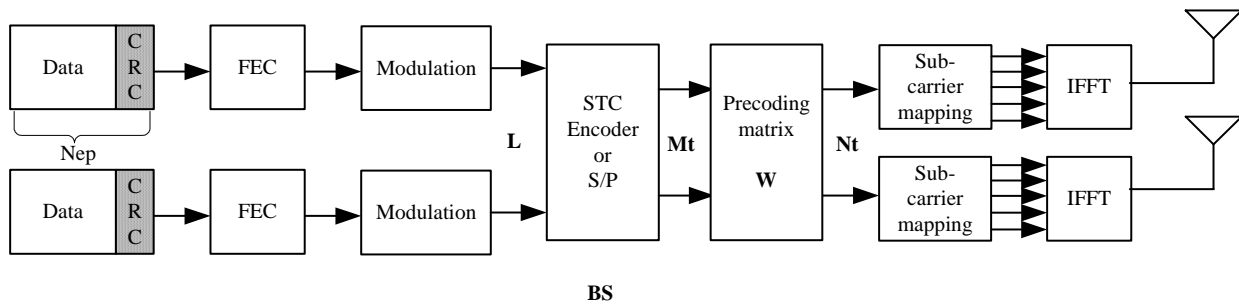 Data
C
R
C
FEC
Modulation
L
STC
Encoder
or
S/P
Mt
Precoding
matrix
W
Nt
Sub-
carrier
mapping
IFFT
Nep
Data
C
R
C
FEC
Modulation
Sub-
carrier
mapping
IFFT
BS